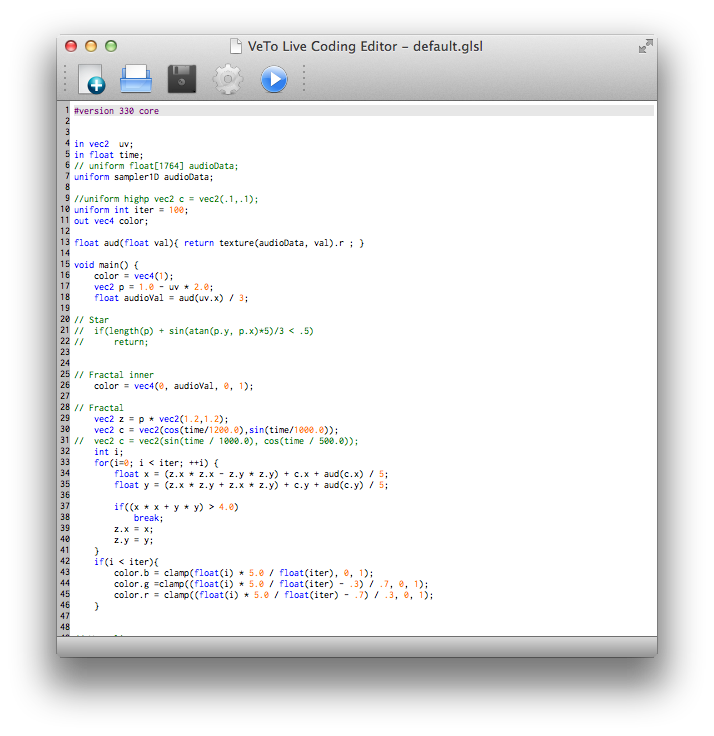 VeTo Live Coding Editor – default.glsl
1 #version 330 core
2
3
4 in vec2  uv;
5 in float time;
6 // uniform float[1764] audioData;
7 uniform sampler1D audioData;
8
9 //uniform highp vec2 c = vec2(.1,.1);
10 uniform int iter = 100;
11 out vec4 color;
12
13 float aud(float val){ return texture(audioData, val).r ; }
14
15 void main() {
16     color = vec4(1);
17     vec2 p = 1.0 - uv * 2.0;
18     float audioVal = aud(uv.x) / 3;
19
20 // Star
21 //  if(length(p) + sin(atan(p.y, p.x)*5)/3 < .5)
22 //      return;
23
24
25 // Fractal inner
26     color = vec4(0, audioVal, 0, 1);
27
28 // Fractal
29     vec2 z = p * vec2(1.2,1.2);
30     vec2 c = vec2(cos(time/1200.0),sin(time/1000.0));
31 //  vec2 c = vec2(sin(time / 1000.0), cos(time / 500.0));
32     int i;
33     for(i=0; i < iter; ++i) {
34         float x = (z.x * z.x - z.y * z.y) + c.x + aud(c.x) / 5;
35         float y = (z.x * z.y + z.x * z.y) + c.y + aud(c.y) / 5;
36
37         if((x * x + y * y) > 4.0)
38             break;
39         z.x = x;
40         z.y = y;
41     }
42     if(i < iter){
43         color.b = clamp(float(i) * 5.0 / float(iter), 0, 1);
44         color.g =clamp((float(i) * 5.0 / float(iter) - .3) / .7, 0, 1);
45         color.r = clamp((float(i) * 5.0 / float(iter) - .7) / .3, 0, 1);
46     }
47
48